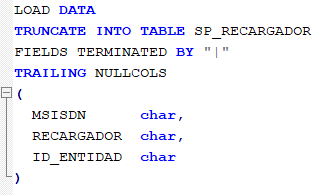 LOAD DATA
TRUNCATE INTO TABLE SP_RECARGADOR
FIELDS TERMINATED BY "|"
TRAILING NULLCOLS
(
MSISDN char,
RECARGADOR char,
ID_ENTIDAD char
)